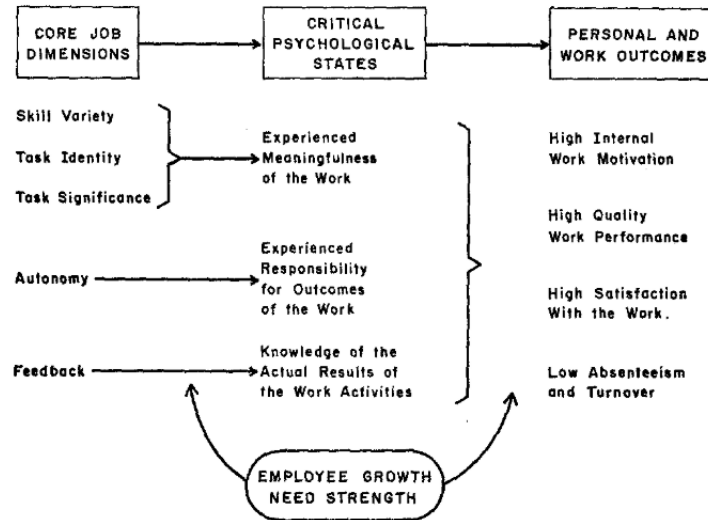 CORE JOB
DIMENSIONS
CRITICAL
PSYCHOLOGICAL
STATES
PERSONAL AND
WORK OUTCOMES
Skill Variety
Task Identity
Task Significance
Experienced
Meaningfulness
of the Work
High Internal
Work Motivation
High Quality
Work Performance
Autonomy
Experienced
Responsibility
for Outcomes
of the Work
High Satisfaction
With the Work.
Feedback
Knowledge of the
Actual Results of
the Work Activities
Low Absenteeism
and Turnover
EMPLOYEE GROWTH
NEED STRENGTH